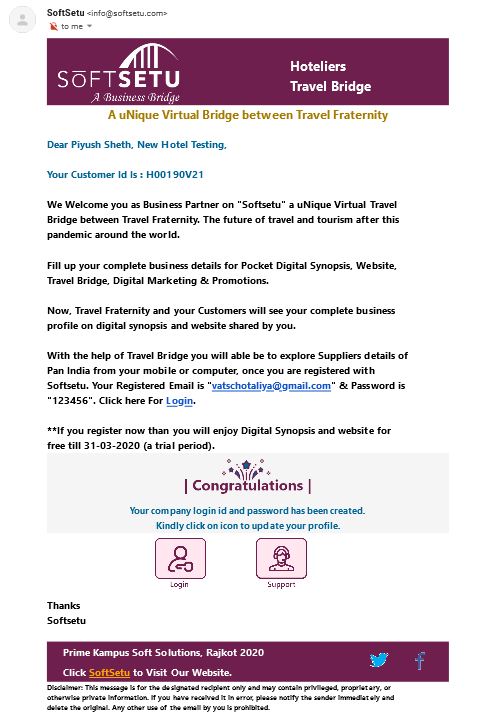 SoftSetu <info@softsetu.com>
to me
SOFTSETU
A Business Bridge
Hoteliers
Travel Bridge
A uNique Virtual Bridge between Travel Fraternity
Dear Piyush Sheth, New Hotel Testing,
Your Customer Id Is : H00190V21
We Welcome you as Business Partner on "Softsetu" a uNique Virtual Travel
Bridge between Travel Fraternity. The future of travel and tourism after this
pandemic around the world.
Fill up your complete business details for Pocket Digital Synopsis, Website,
Travel Bridge, Digital Marketing & Promotions.
Now, Travel Fraternity and your Customers will see your complete business
profile on digital synopsis and website shared by you.
With the help of Travel Bridge you will able be to explore Suppliers details of
Pan India from your mobile or computer, once you are registered with
Softsetu. Your Registered Email is "vatschotaliya@gmail.com" & Password is
"123456". Click here For Login.
**If you register now than you will enjoy Digital Synopsis and website for
free till 31-03-2020 (a trial period).
| Congratulations |
Your company login id and password has been created.
Kindly click on icon to update your profile.
Login
Support
Thanks
Softsetu
Prime Kampus Soft Solutions, Rajkot 2020
Click SoftSetu to Visit Our Website.
Disclaimer: This message is for the designated recipient only and may contain privileged, proprietary, or
otherwise private information. If you have received it in error, please notify the sender immediately and
delete the original. Any other use of the email by you is prohibited.